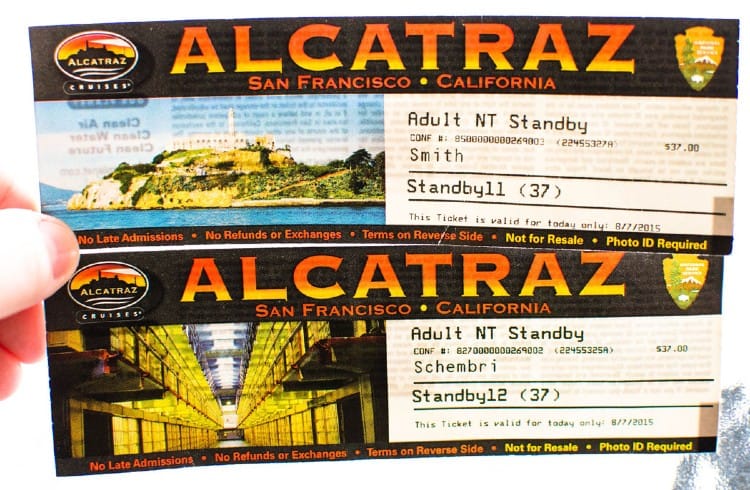 ALCATRAZ
CRUISES
ALCATRAZ
SAN FRANCISCO • CALIFORNIA
Clean Air
Clean Water
Clean Future
Adult NT Standby
$37.00
Smith
Standby11 (37)
This Ticket is valid for today only: 8/7/2015
No Late Admissions • No Refunds or Exchanges • Terms on Reverse Side • Not for Resale • Photo ID Required
ALCATRAZ
CRUISES
ALCATRAZ
SAN FRANCISCO • CALIFORNIA
Adult NT Standby
CONF #: 8270000000269002 (22455325A) $37.00
Schembri
Standby12 (37)
This Ticket is valid for today only: 8/7/2015
No Late Admissions • No Refunds or Exchanges • Terms on Reverse Side • Not for Resale • Photo ID Required